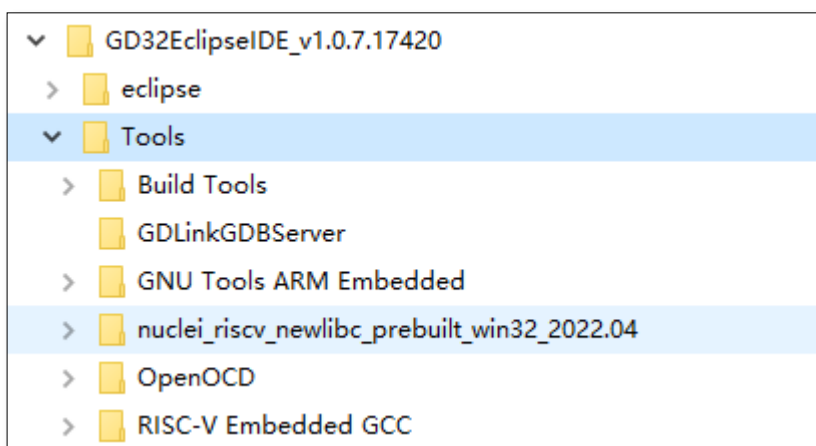 GD32EclipseIDE_v1.0.7.17420
eclipse
Tools
Build Tools
GDLinkGDBServer
GNU Tools ARM Embedded
nuclei_riscv_newlibc_prebuilt_win32_2022.04
OpenOCD
RISC-V Embedded GCC